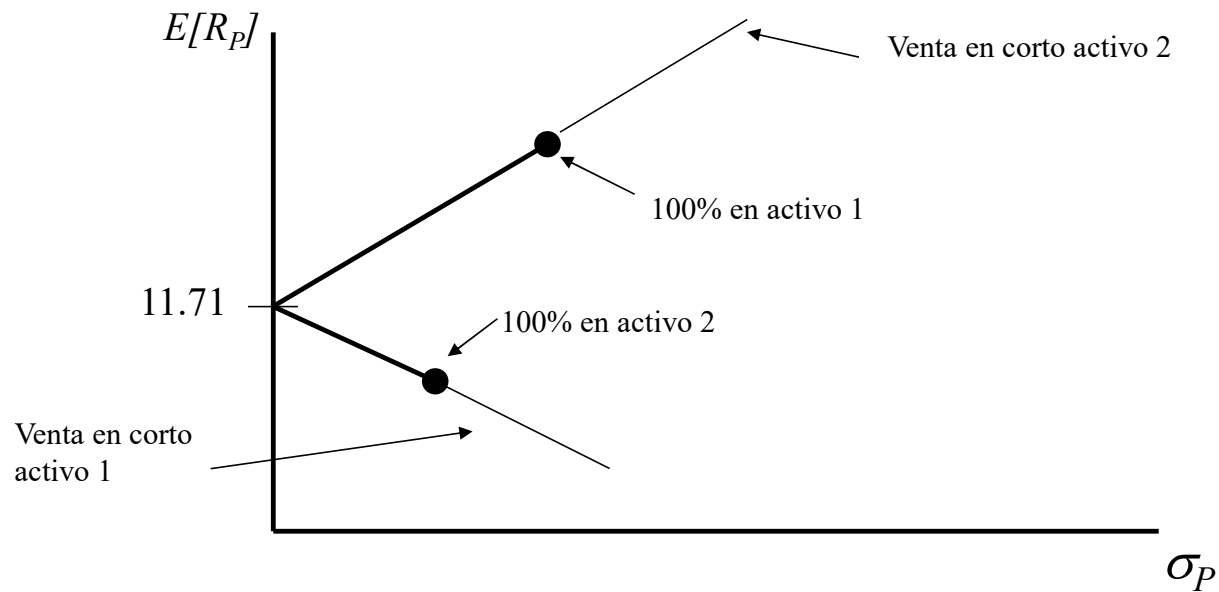 E[R_P]
Venta en corto activo 2
100% en activo 1
11.71
100% en activo 2
Venta en corto
activo 1
σ_P